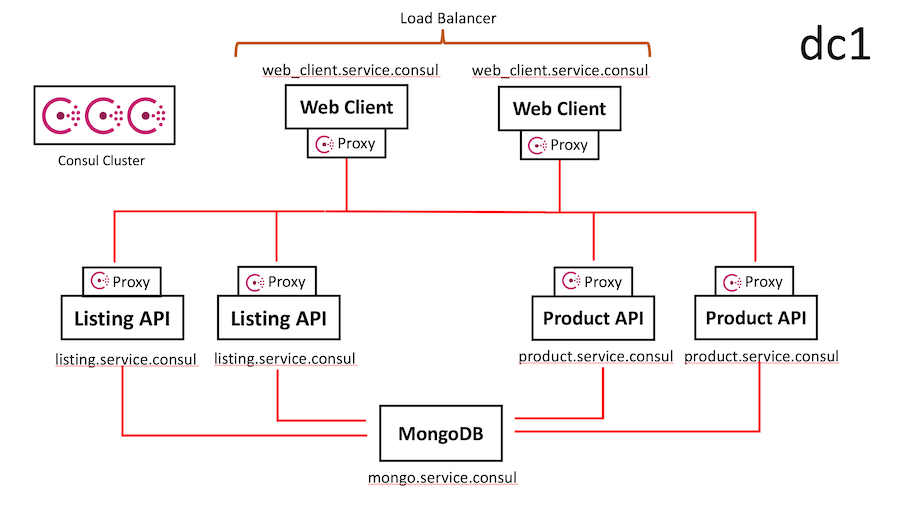 Load Balancer
dc1
web_client.service.consul
web_client.service.consul
Web Client
Web Client
Proxy
Proxy
Consul Cluster
Proxy
Proxy
Proxy
Proxy
Listing API
Listing API
Product API
Product API
listing.service.consul
listing.service.consul
product.service.consul
product.service.consul
MongoDB
mongo.service.consul